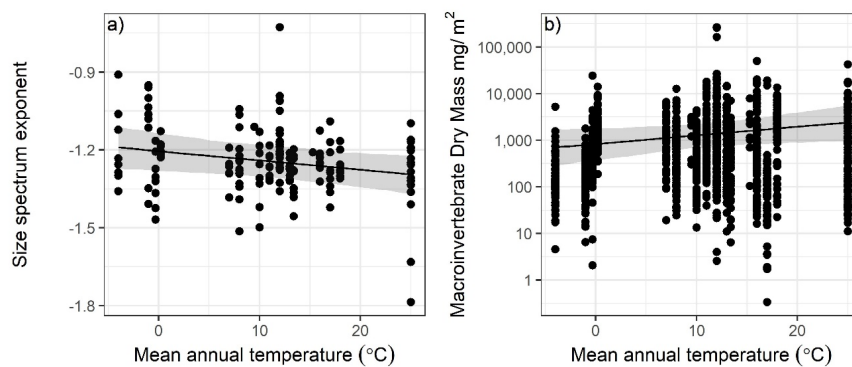 a)
Size spectrum exponent
-0.9
-1.2
-1.5
-1.8
0
10
20
Mean annual temperature (°C)
b)
Macroinvertebrate Dry Mass mg/ m²
100,000
10,000
1,000
100
10
1
0
10
20
Mean annual temperature (°C)